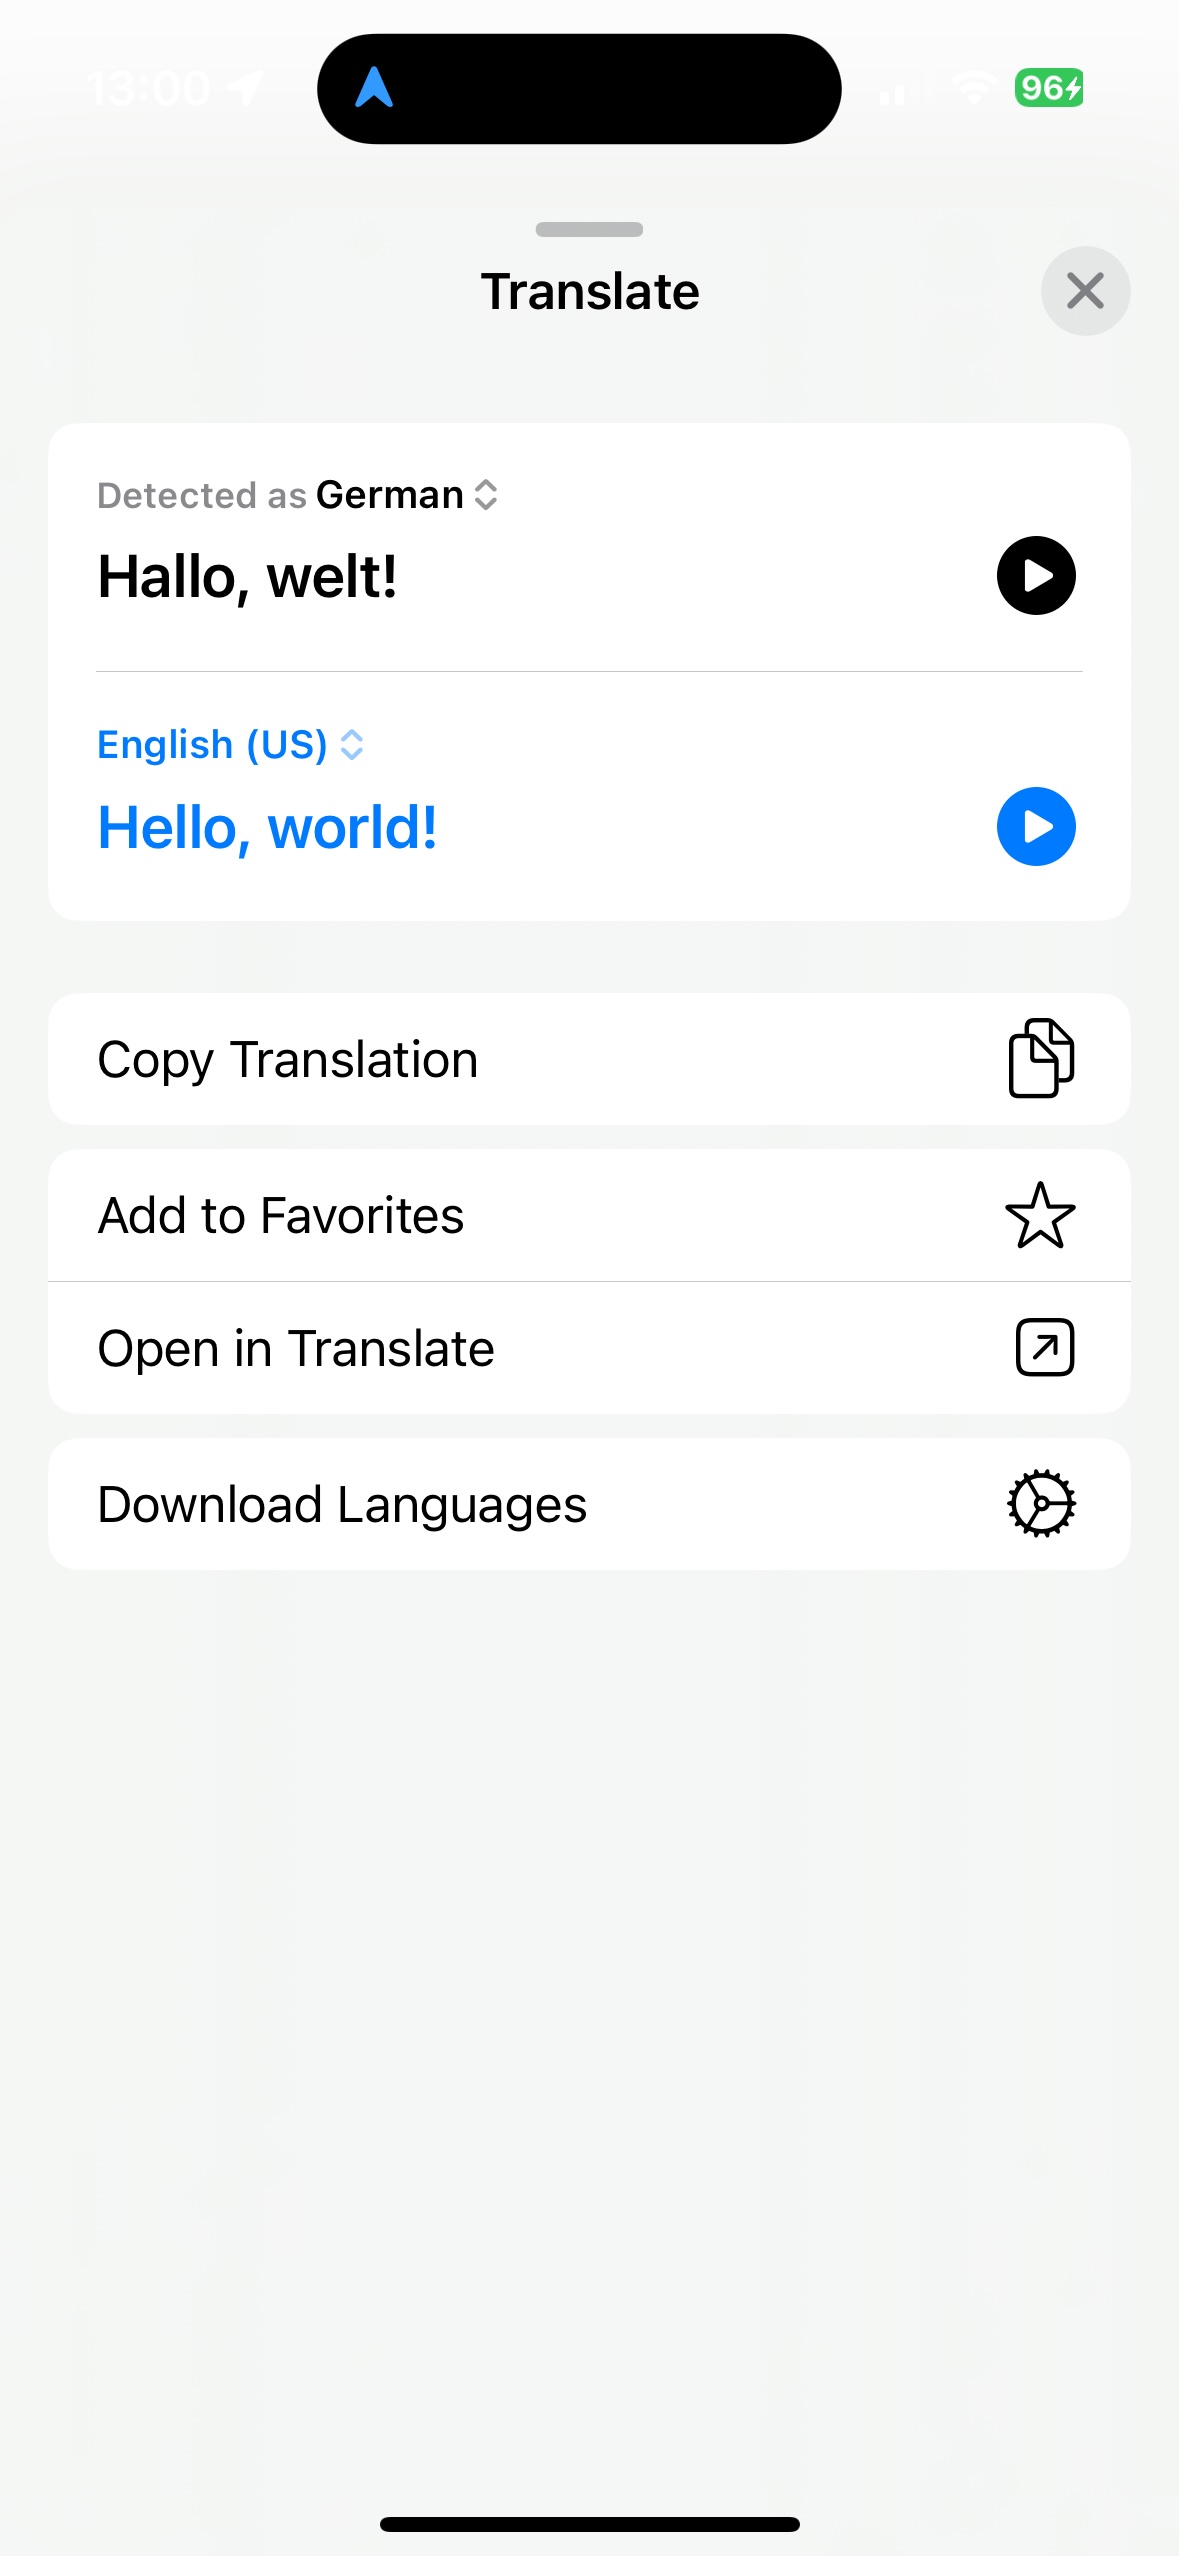 13:00
96
Translate
Detected as German
Hallo, welt!
English (US)
Hello, world!
Copy Translation
Add to Favorites
Open in Translate
Download Languages